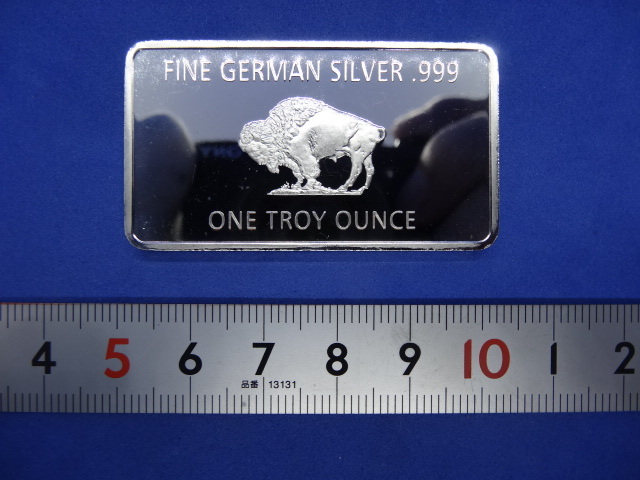 FINE GERMAN SILVER .999
ONE TROY OUNCE
4 5 6 7 8 9 10 1 2
品番 13131